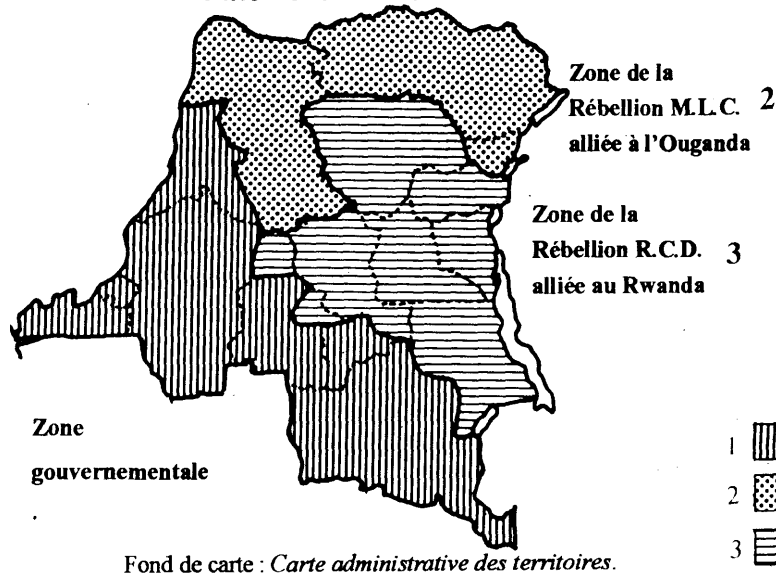 Zone de la
Rébellion M.L.C. 2
alliée à l'Ouganda
Zone de la
Rébellion R.C.D. 3
alliée au Rwanda
Zone
gouvernementale
1
2
3
Fond de carte : Carte administrative des territoires.